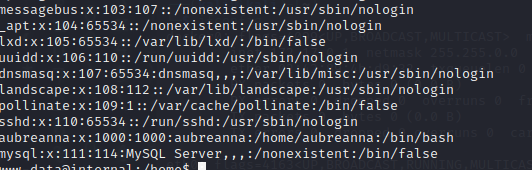 messagebus:x:103:107::/nonexistent:/usr/sbin/nologin
_apt:x:104:65534::/nonexistent:/usr/sbin/nologin
lxd:x:105:65534::/var/lib/lxd/:/bin/false
uuidd:x:106:110::/run/uuidd:/usr/sbin/nologin
dnsmasq:x:107:65534:dnsmasq,,,:/var/lib/misc:/usr/sbin/nologin
landscape:x:108:112::/var/lib/landscape:/usr/sbin/nologin
pollinate:x:109:1::/var/cache/pollinate:/bin/false
sshd:x:110:65534::/run/sshd:/usr/sbin/nologin
aubreanna:x:1000:1000:aubreanna:/home/aubreanna:/bin/bash
mysql:x:111:114:MySQL Server,,,:/nonexistent:/bin/false
www-data@internal:/home$